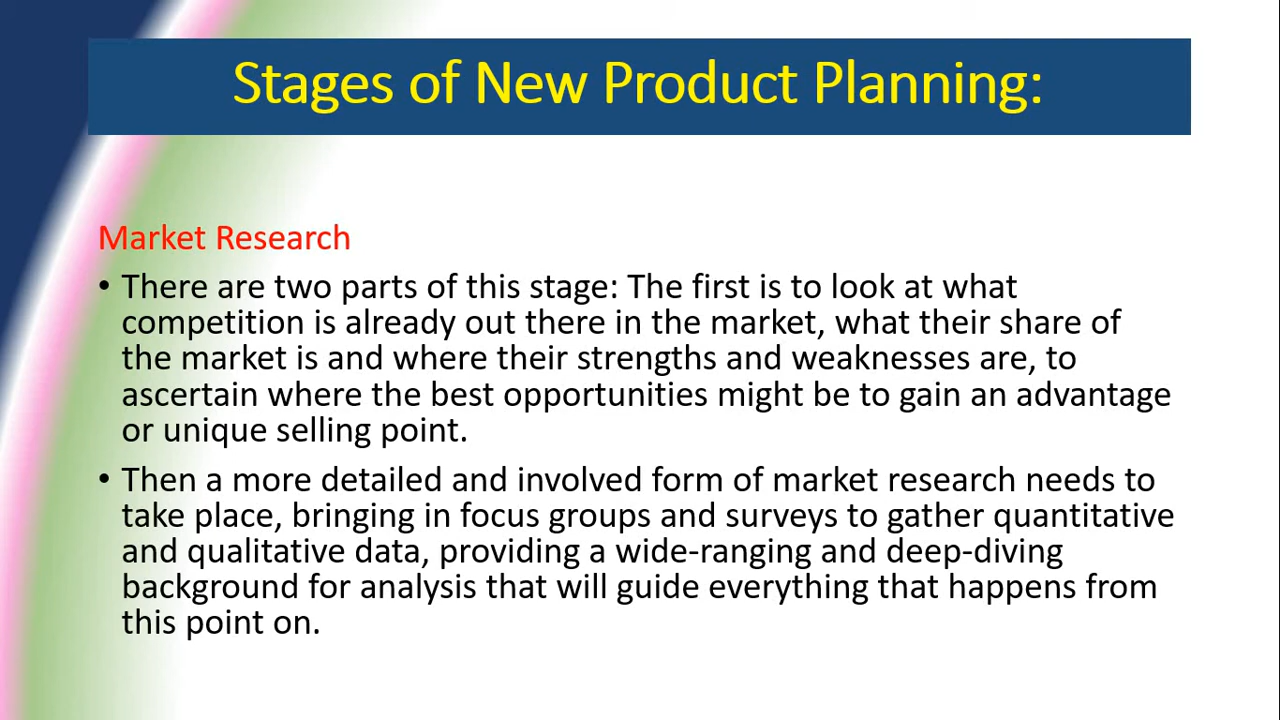 Stages of New Product Planning:
Market Research
• There are two parts of this stage: The first is to look at what
competition is already out there in the market, what their share of
the market is and where their strengths and weaknesses are, to
ascertain where the best opportunities might be to gain an advantage
or unique selling point.
• Then a more detailed and involved form of market research needs to
take place, bringing in focus groups and surveys to gather quantitative
and qualitative data, providing a wide-ranging and deep-diving
background for analysis that will guide everything that happens from
this point on.